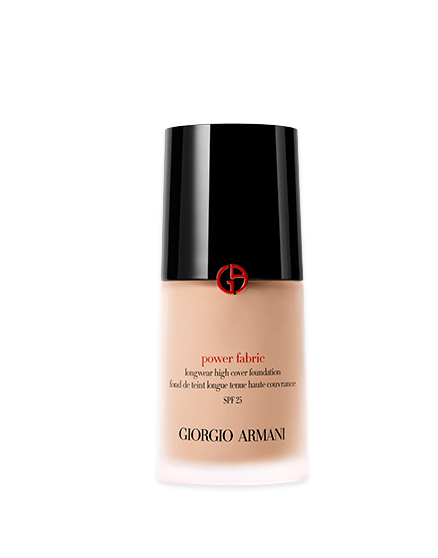 power fabric
longwear high cover foundation
fond de teint longue tenue haute couvrance
SPF 25
GIORGIO ARMANI